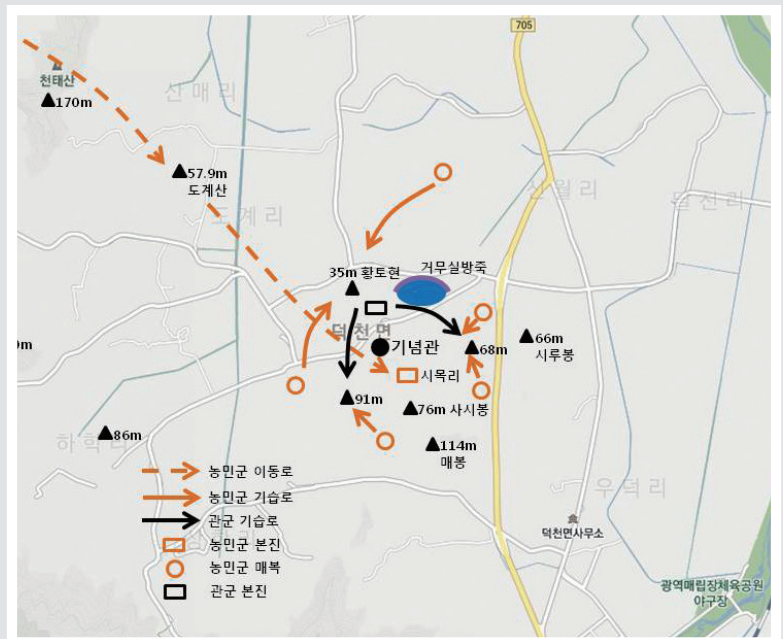 705
천태산
170m
산매리
57.9m
도계산
신월리
달천리
도계리
35m 황토현
거무실방죽
덕천면
기념관
68m
66m
시루봉
시목리
91m
76m 사시봉
86m
114m
매봉
하학리
우덕리
농민군 이동로
농민군 기습로
관군 기습로
농민군 본진
농민군 매복
관군 본진
덕천면사무소
광역매립장체육공원
야구장